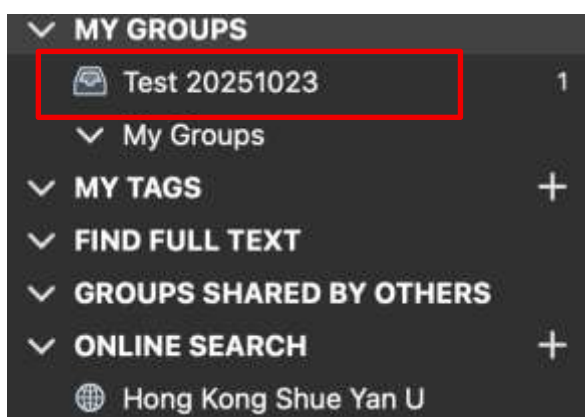 MY GROUPS
Test 20251023 1
My Groups
MY TAGS
FIND FULL TEXT
GROUPS SHARED BY OTHERS
ONLINE SEARCH
Hong Kong Shue Yan U